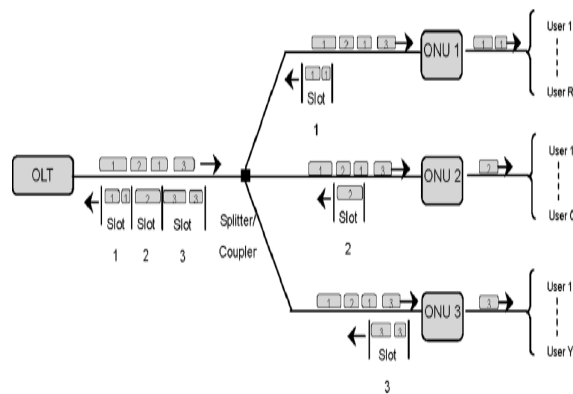 User 1
1 2 1 3
ONU 1
1 1
1 1
Slot
User R
1
User 1
1 2 1 3
1 2 1 3
2
OLT
ONU 2
1 1 2 3 3
2
Slot Slot Slot
Splitter/
Slot
User C
1 2 3
Coupler
2
User 1
1 2 1 3
3
ONU 3
3 3
Slot
User Y
3